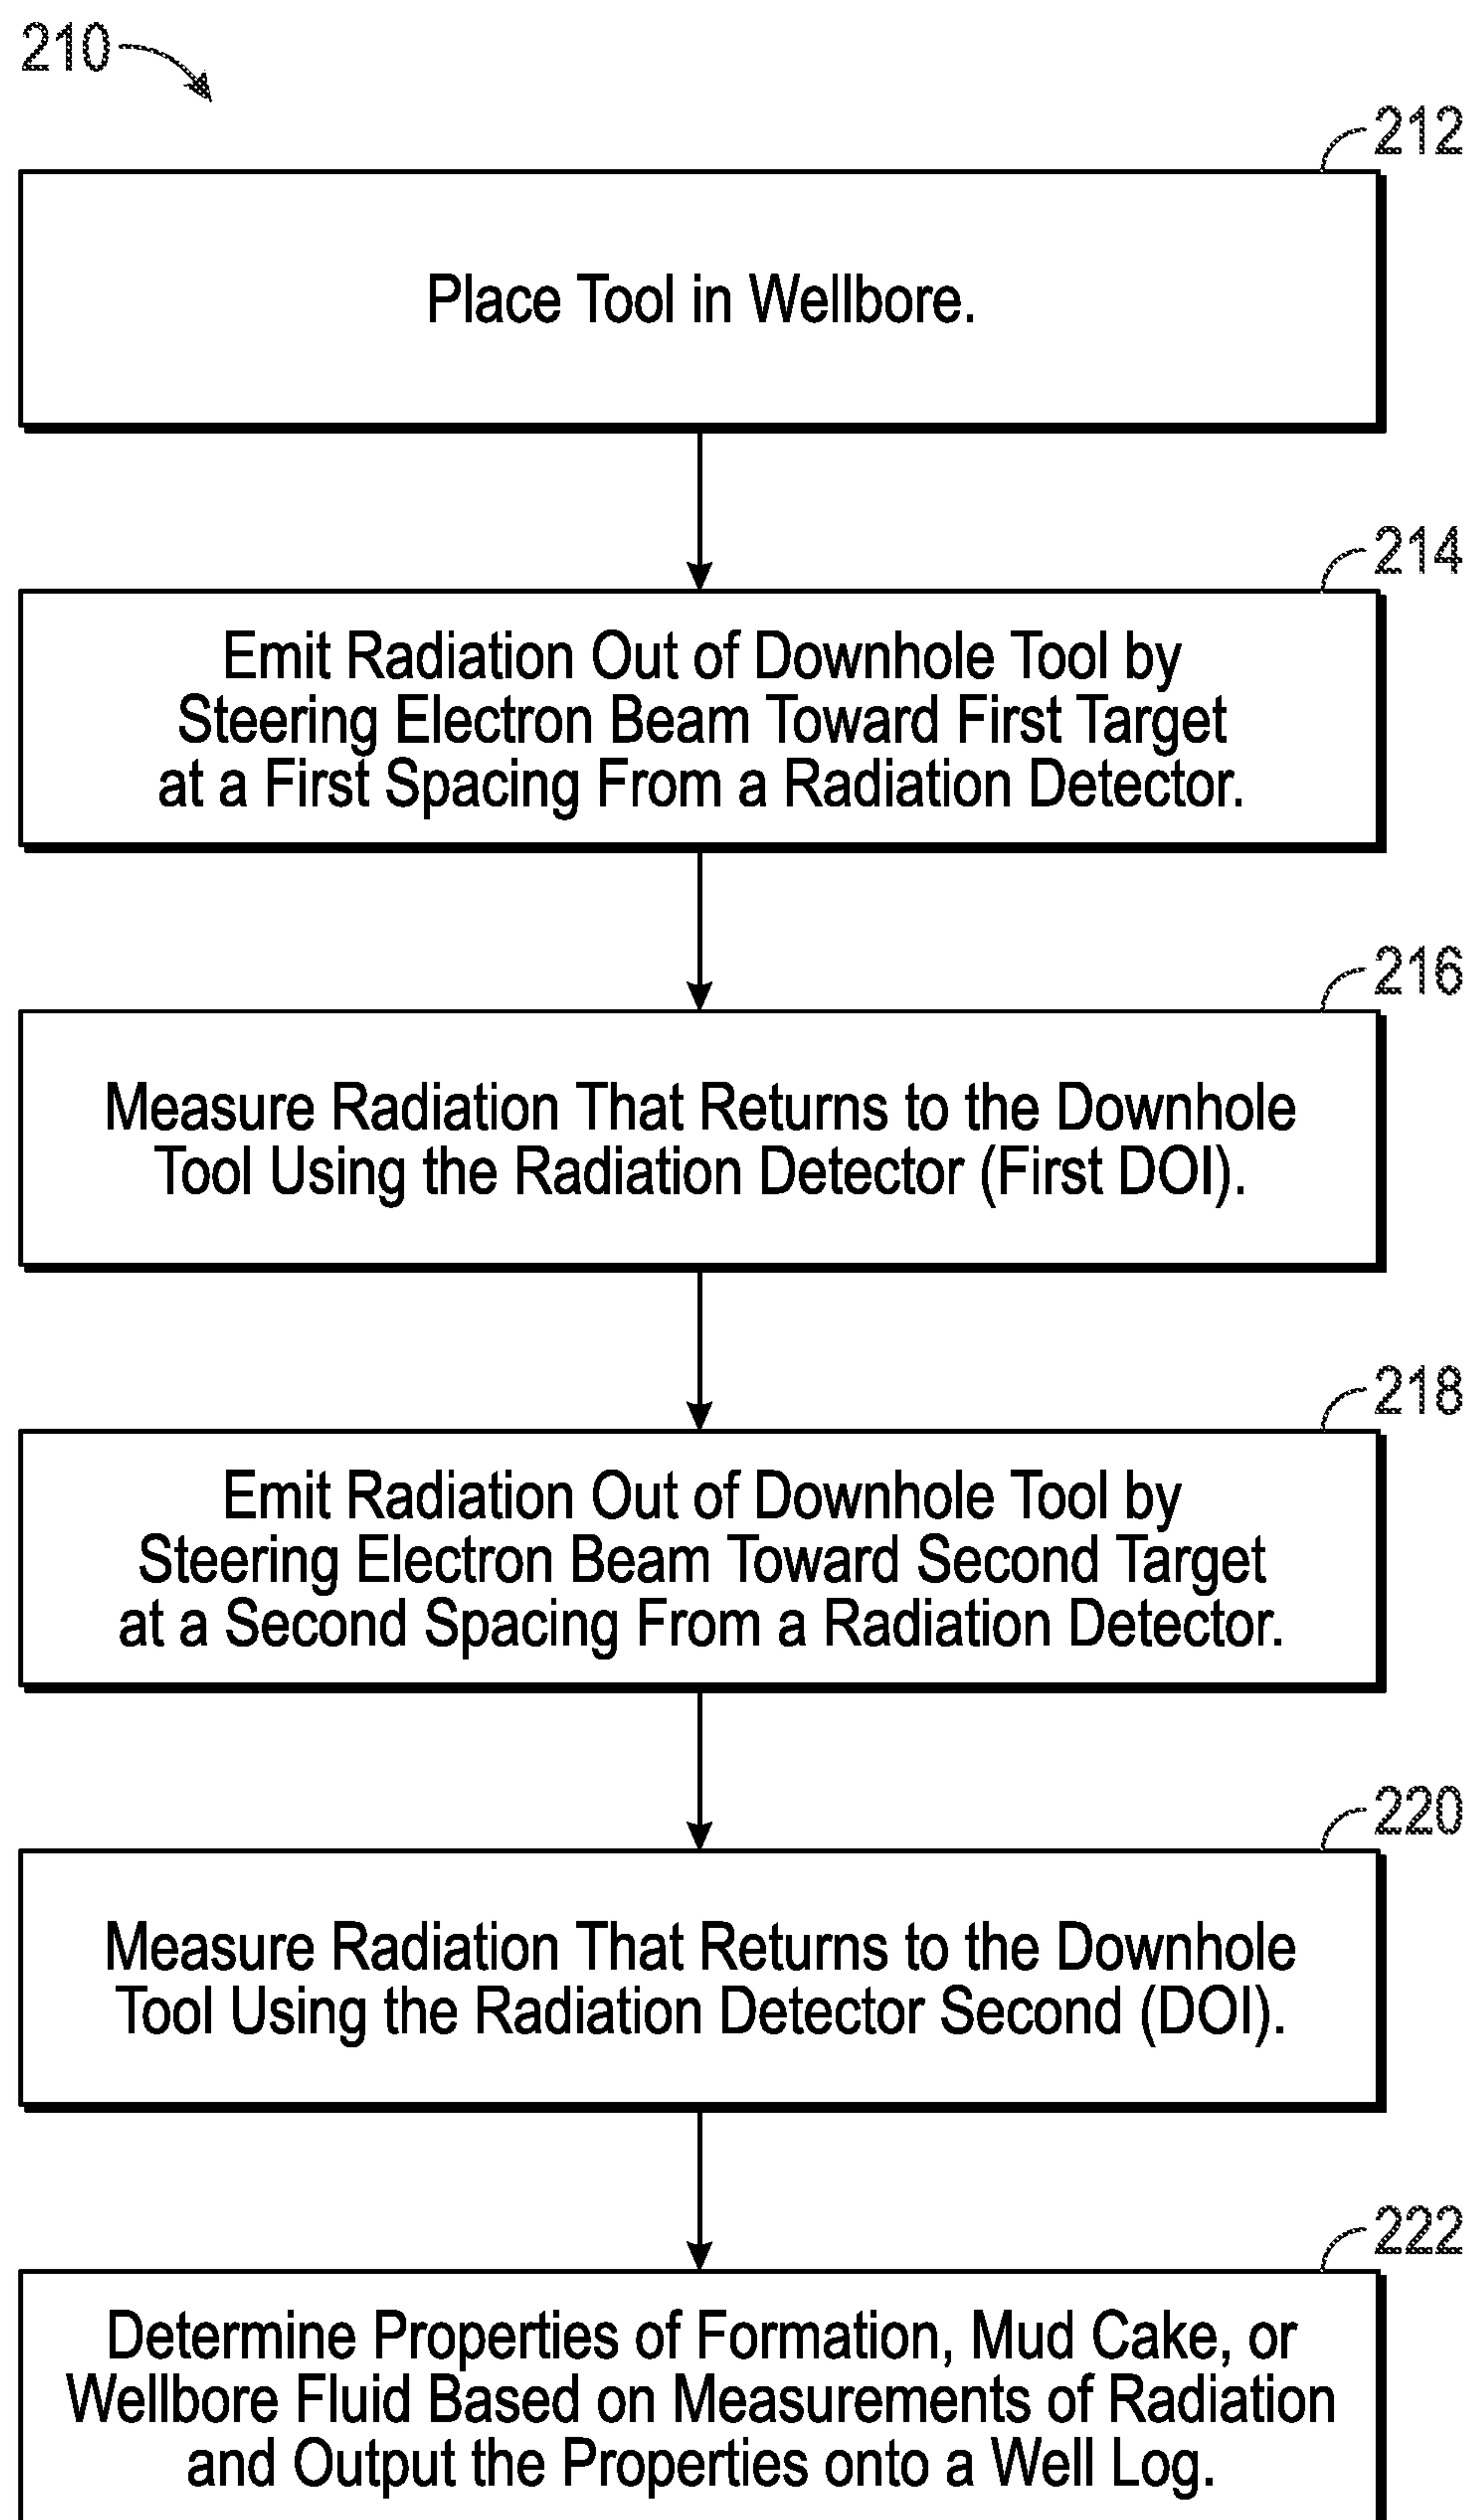 210
212
Place Tool in Wellbore.
214
Emit Radiation Out of Downhole Tool by
Steering Electron Beam Toward First Target
at a First Spacing From a Radiation Detector.
216
Measure Radiation That Returns to the Downhole
Tool Using the Radiation Detector (First DOI).
218
Emit Radiation Out of Downhole Tool by
Steering Electron Beam Toward Second Target
at a Second Spacing From a Radiation Detector.
220
Measure Radiation That Returns to the Downhole
Tool Using the Radiation Detector Second (DOI).
222
Determine Properties of Formation, Mud Cake, or
Wellbore Fluid Based on Measurements of Radiation
and Output the Properties onto a Well Log.